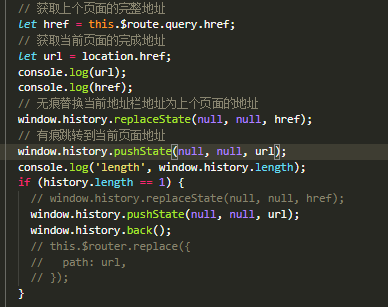 // 获取上个页面的完整地址
let href = this.$route.query.href;
// 获取当前页面的完成地址
let url = location.href;
console.log(url);
console.log(href);
// 无痕替换当前地址栏地址为上个页面的地址
window.history.replaceState(null, null, href);
// 有痕跳转到当前页面地址
window.history.pushState(null, null, url);
console.log('length', window.history.length);
if (history.length == 1) {
// window.history.replaceState(null, null, href);
window.history.pushState(null, null, url);
window.history.back();
// this.$router.replace({
//   path: url,
// });
}